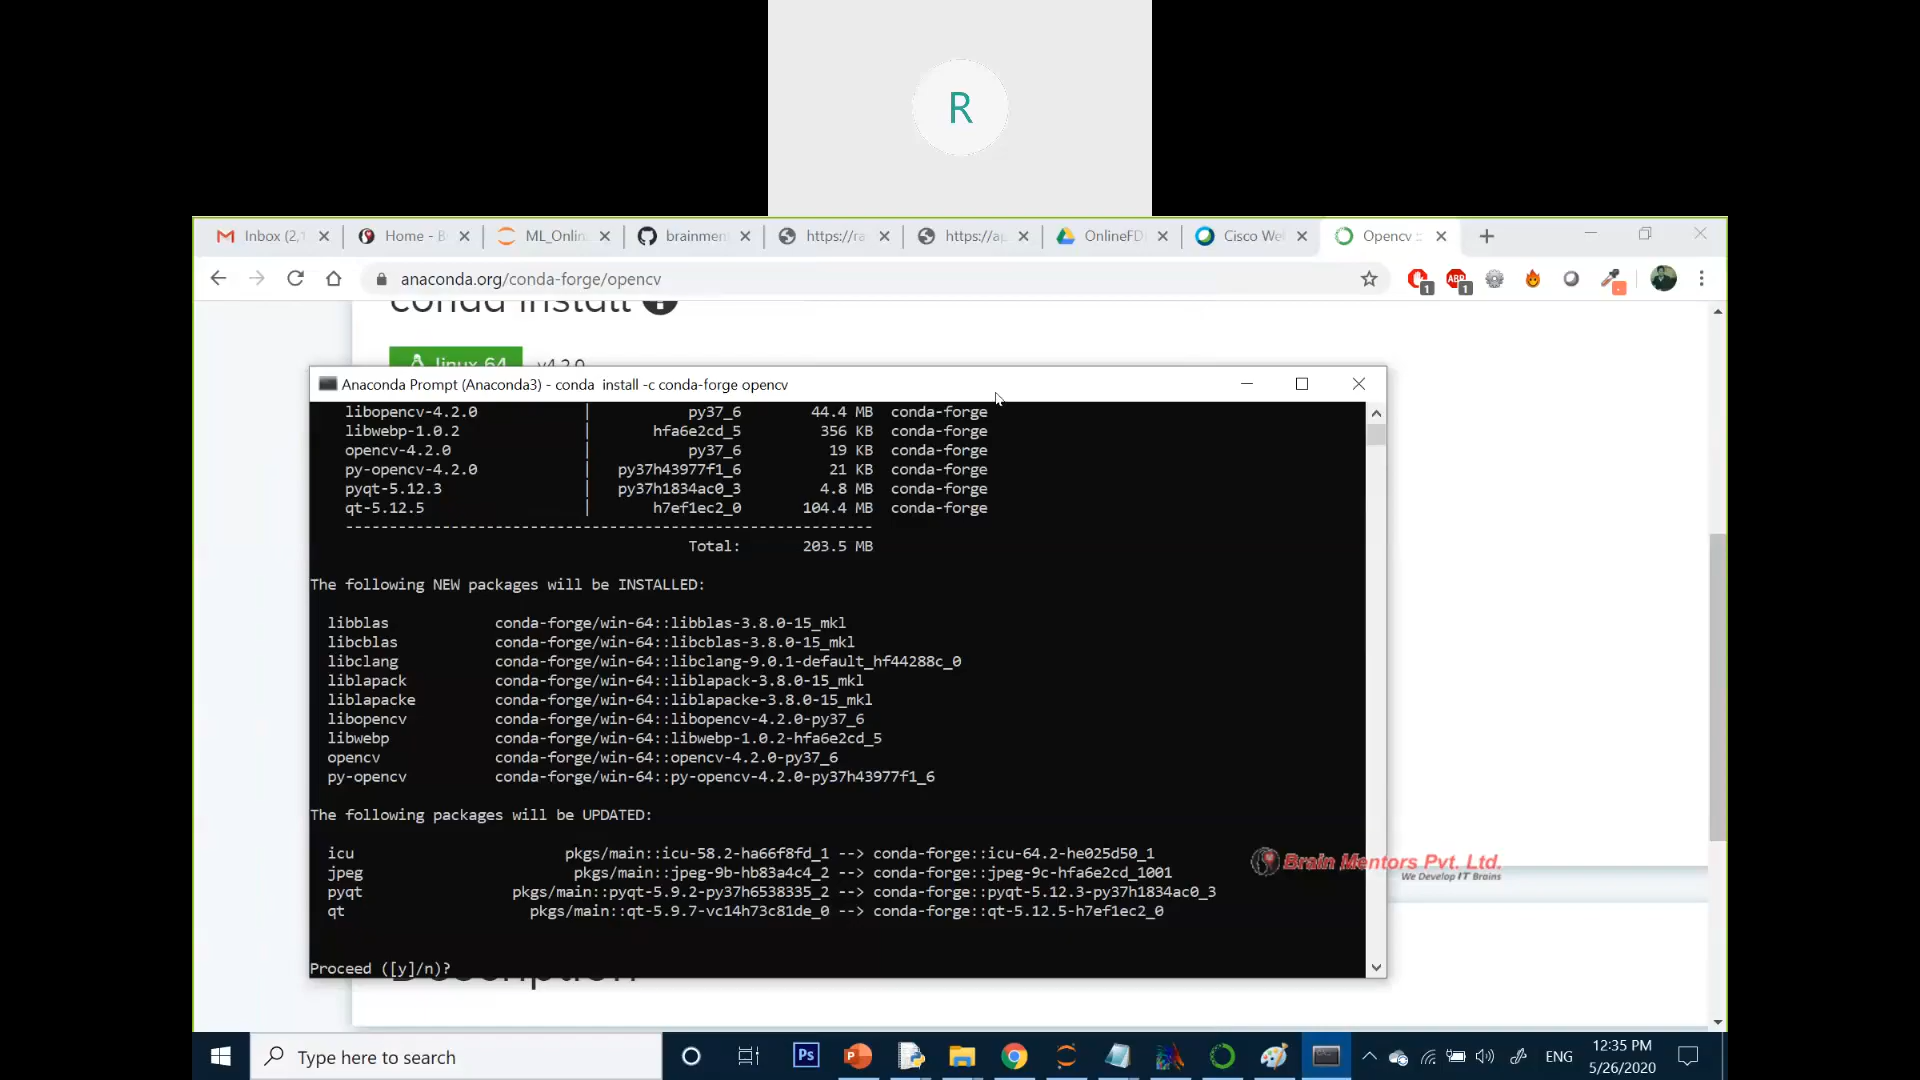 R
Inbox (2,1
Home - B
ML_Onlin
brainmen
https://ra
https://ap
OnlineFD
Cisco We
Opencv ::
anaconda.org/conda-forge/opencv
1
ABP
1
conda install
linux-64 v4.2.0
Anaconda Prompt (Anaconda3) - conda install -c conda-forge opencv
libopencv-4.2.0 | py37_6 44.4 MB conda-forge
libwebp-1.0.2 | hfa6e2cd_5 356 KB conda-forge
opencv-4.2.0 | py37_6 19 KB conda-forge
py-opencv-4.2.0 | py37h43977f1_6 21 KB conda-forge
pyqt-5.12.3 | py37h1834ac0_3 4.8 MB conda-forge
qt-5.12.5 | h7ef1ec2_0 104.4 MB conda-forge
------------------------------------------------------------
Total: 203.5 MB
The following NEW packages will be INSTALLED:
libblas conda-forge/win-64::libblas-3.8.0-15_mkl
libcblas conda-forge/win-64::libcblas-3.8.0-15_mkl
libclang conda-forge/win-64::libclang-9.0.1-default_hf44288c_0
liblapack conda-forge/win-64::liblapack-3.8.0-15_mkl
liblapacke conda-forge/win-64::liblapacke-3.8.0-15_mkl
libopencv conda-forge/win-64::libopencv-4.2.0-py37_6
libwebp conda-forge/win-64::libwebp-1.0.2-hfa6e2cd_5
opencv conda-forge/win-64::opencv-4.2.0-py37_6
py-opencv conda-forge/win-64::py-opencv-4.2.0-py37h43977f1_6
The following packages will be UPDATED:
icu pkgs/main::icu-58.2-ha66f8fd_1 --> conda-forge::icu-64.2-he025d50_1
jpeg pkgs/main::jpeg-9b-hb83a4c4_2 --> conda-forge::jpeg-9c-hfa6e2cd_1001
pyqt pkgs/main::pyqt-5.9.2-py37h6538335_2 --> conda-forge::pyqt-5.12.3-py37h1834ac0_3
qt pkgs/main::qt-5.9.7-vc14h73c81de_0 --> conda-forge::qt-5.12.5-h7ef1ec2_0
Brain Mentors Pvt. Ltd.
We Develop IT Brains
Proceed ([y]/n)?
Description
Type here to search
Ps
ENG
12:35 PM
5/26/2020